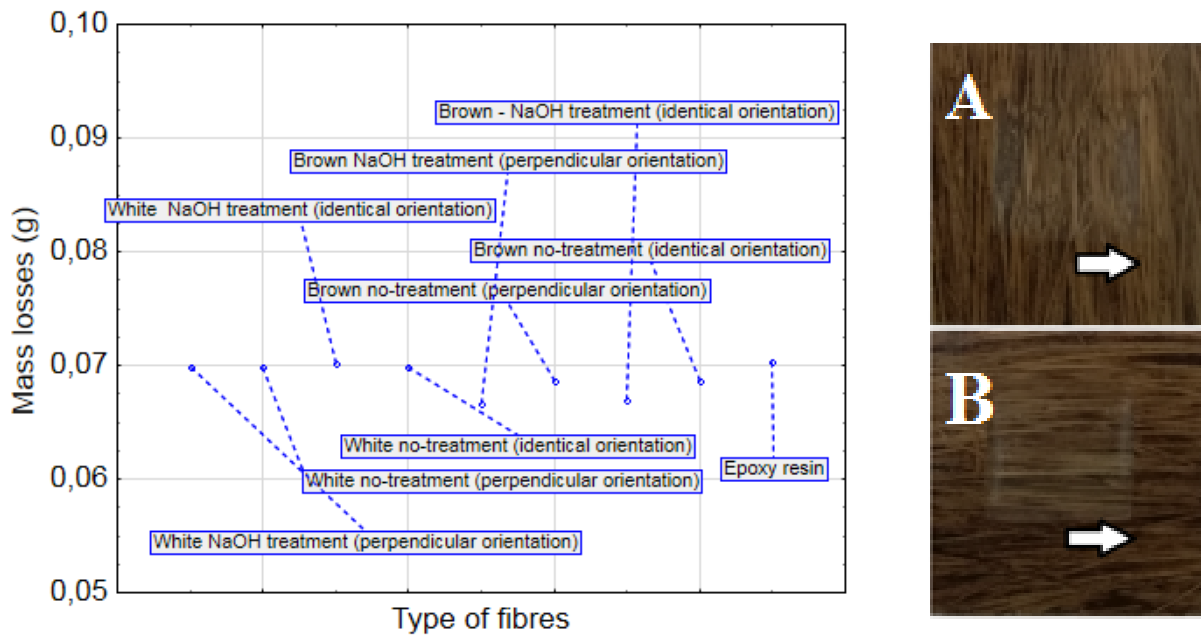 0,10
0,09
0,08
0,07
0,06
0,05
Mass losses (g)
Type of fibres
Brown - NaOH treatment (identical orientation)
Brown NaOH treatment (perpendicular orientation)
White  NaOH treatment (identical orientation)
Brown no-treatment (identical orientation)
Brown no-treatment (perpendicular orientation)
White no-treatment (identical orientation)
Epoxy resin
White no-treatment (perpendicular orientation)
White NaOH treatment (perpendicular orientation)
A
B